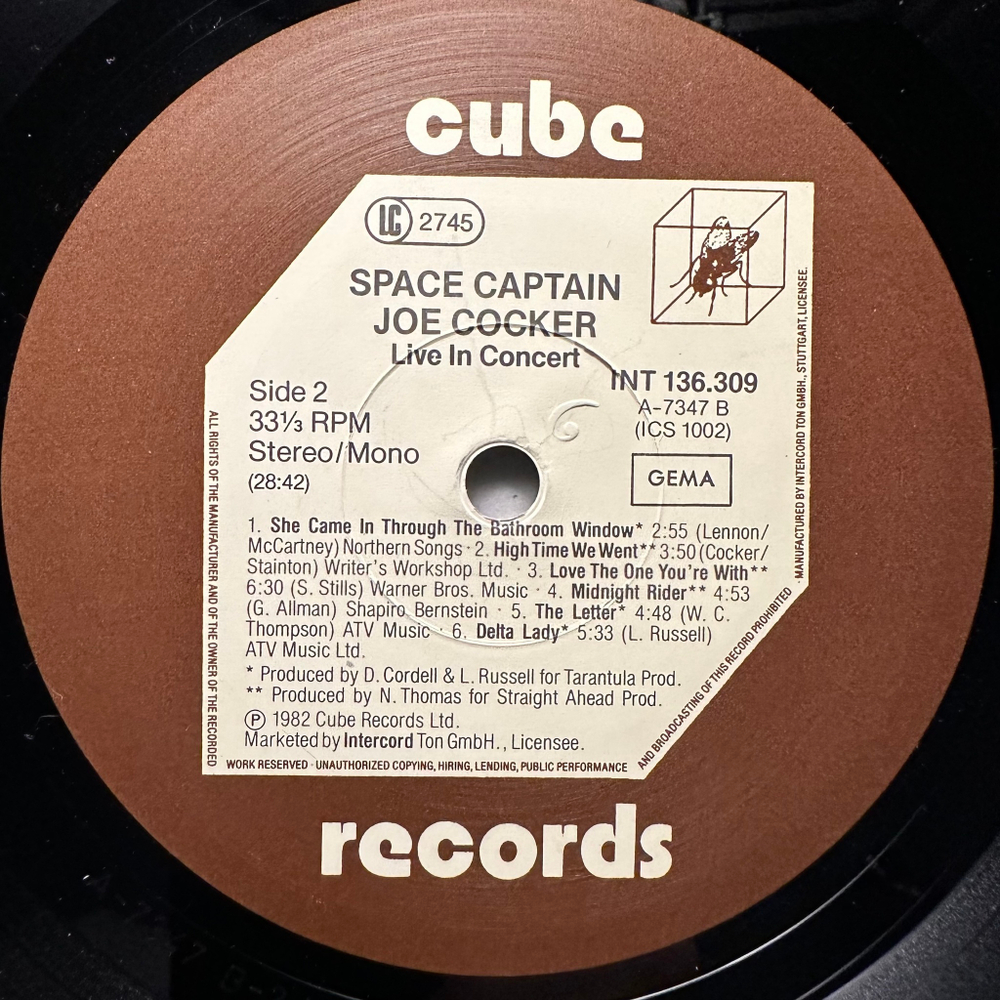 cube
LC 2745
SPACE CAPTAIN
JOE COCKER
Live In Concert
Side 2
33⅓ RPM
Stereo/Mono
(28:42)
INT 136.309
A-7347 B
(ICS 1002)
GEMA
1. She Came In Through The Bathroom Window* 2:55 (Lennon/
McCartney) Northern Songs · 2. High Time We Went** 3:50 (Cocker/
Stainton) Writer's Workshop Ltd. · 3. Love The One You're With**
6:30 (S. Stills) Warner Bros. Music · 4. Midnight Rider** 4:53
(G. Allman) Shapiro Bernstein · 5. The Letter* 4:48 (W. C.
Thompson) ATV Music · 6. Delta Lady* 5:33 (L. Russell)
ATV Music Ltd.
* Produced by D. Cordell & L. Russell for Tarantula Prod.
** Produced by N. Thomas for Straight Ahead Prod.
Ⓟ 1982 Cube Records Ltd.
Marketed by Intercord Ton GmbH., Licensee.
ALL RIGHTS OF THE MANUFACTURER AND OF THE OWNER OF THE RECORDED
WORK RESERVED · UNAUTHORIZED COPYING, HIRING, LENDING, PUBLIC PERFORMANCE
AND BROADCASTING OF THIS RECORD PROHIBITED
· MANUFACTURED BY INTERCORD TON GMBH., STUTTGART, LICENSEE.
records